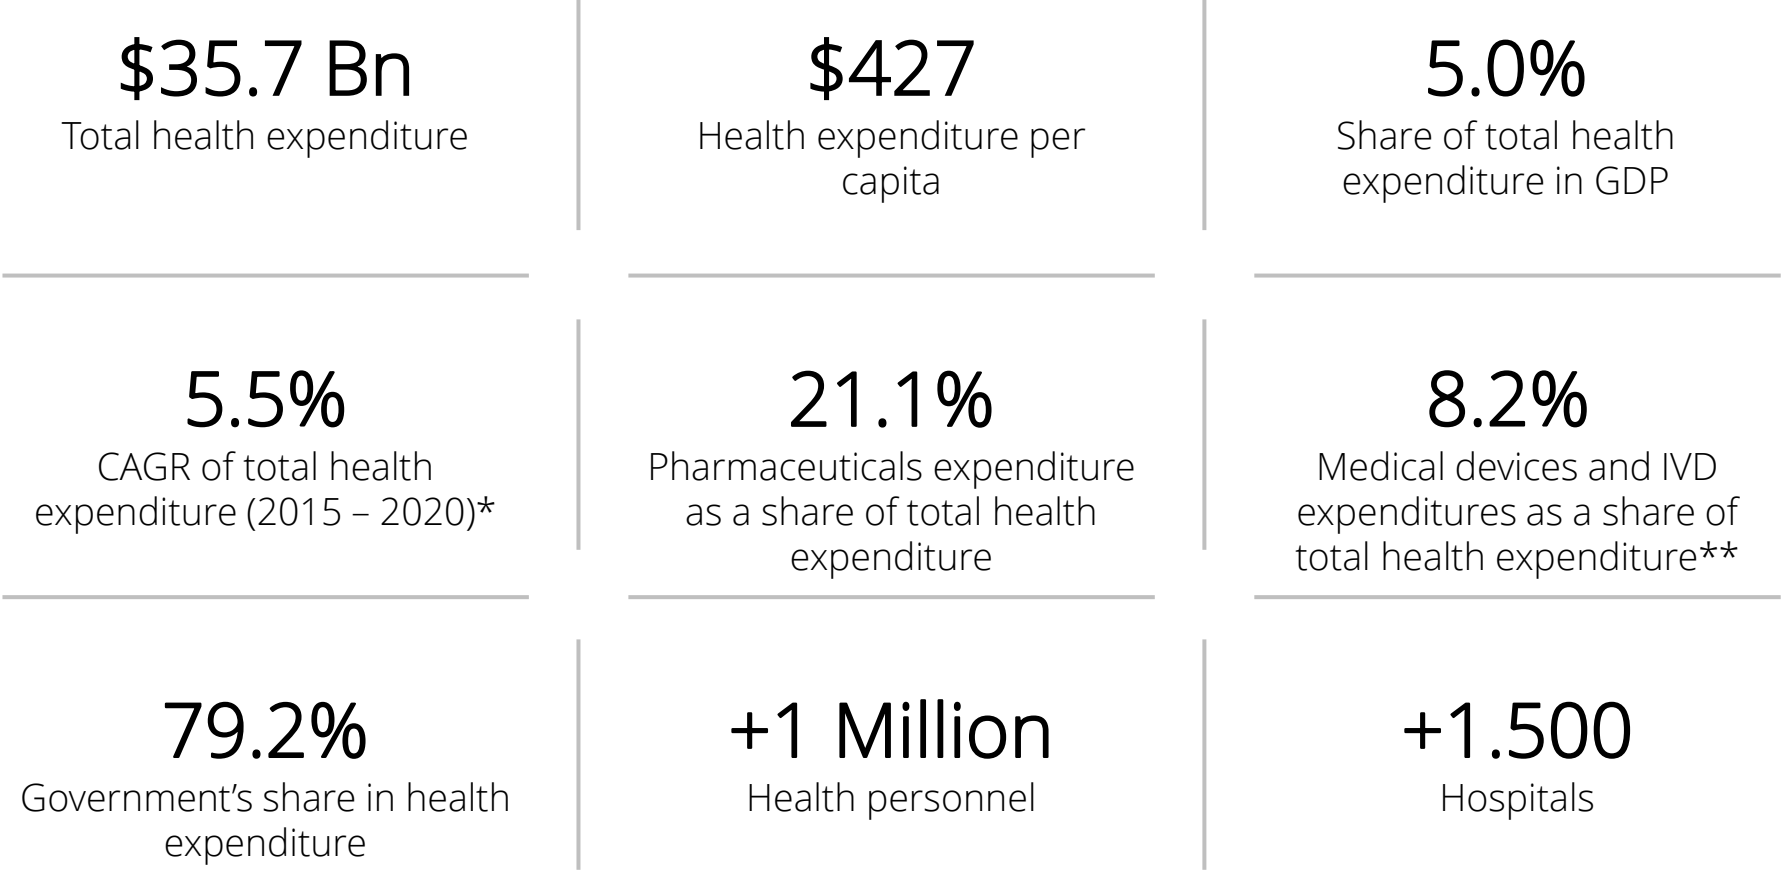 $35.7 Bn
Total health expenditure
$427
Health expenditure per
capita
5.0%
Share of total health
expenditure in GDP
5.5%
CAGR of total health
expenditure (2015 – 2020)*
21.1%
Pharmaceuticals expenditure
as a share of total health
expenditure
8.2%
Medical devices and IVD
expenditures as a share of
total health expenditure**
79.2%
Government’s share in health
expenditure
+1 Million
Health personnel
+1.500
Hospitals